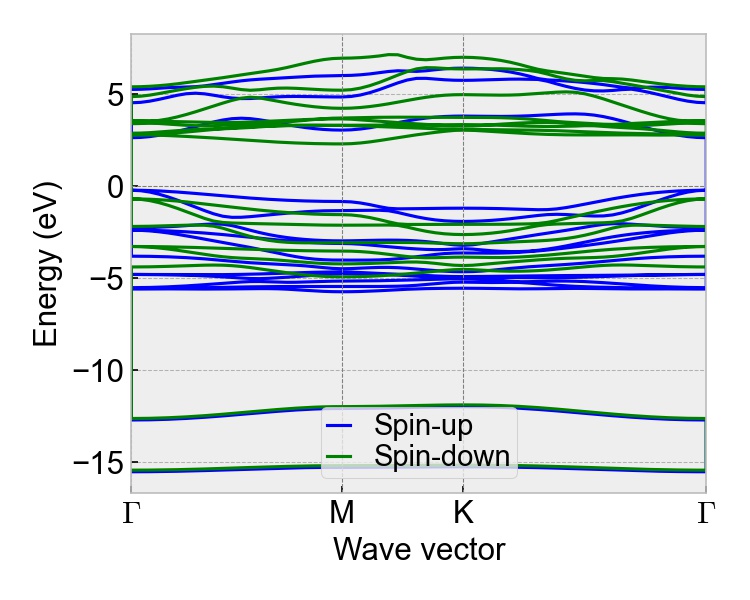 5
0
−5
−10
−15
Energy (eV)
Spin-up
Spin-down
Γ M K Γ
Wave vector